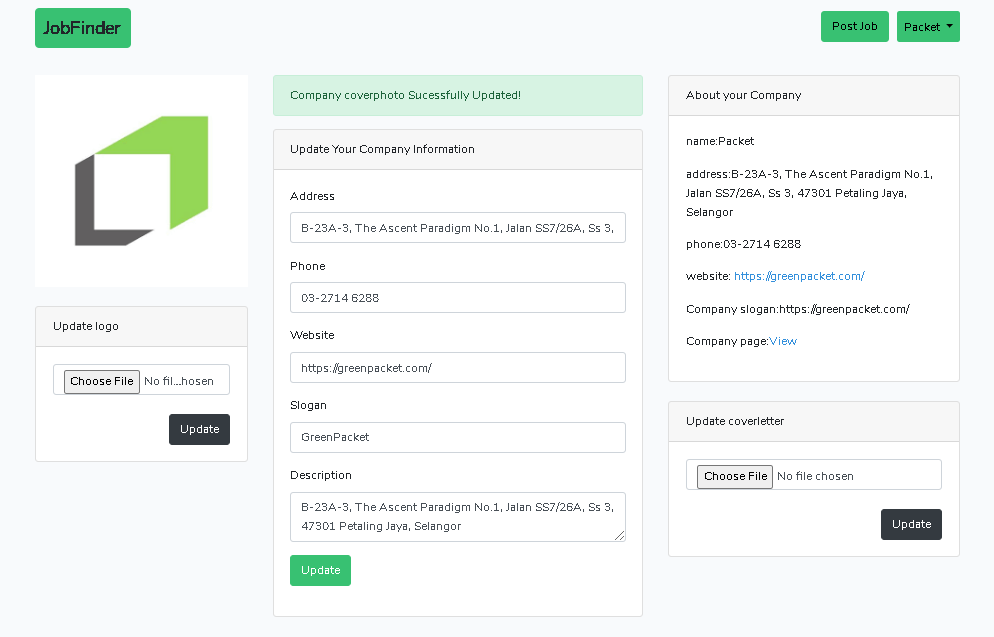 JobFinder
Post Job
Packet
Update logo
Choose File No fil...hosen
Update
Company coverphoto Sucessfully Updated!
Update Your Company Information
Address
B-23A-3, The Ascent Paradigm No.1, Jalan SS7/26A, Ss 3,
Phone
03-2714 6288
Website
https://greenpacket.com/
Slogan
GreenPacket
Description
B-23A-3, The Ascent Paradigm No.1, Jalan SS7/26A, Ss 3,
47301 Petaling Jaya, Selangor
Update
About your Company
name:Packet
address:B-23A-3, The Ascent Paradigm No.1,
Jalan SS7/26A, Ss 3, 47301 Petaling Jaya,
Selangor
phone:03-2714 6288
website: https://greenpacket.com/
Company slogan:https://greenpacket.com/
Company page:View
Update coverletter
Choose File No file chosen
Update